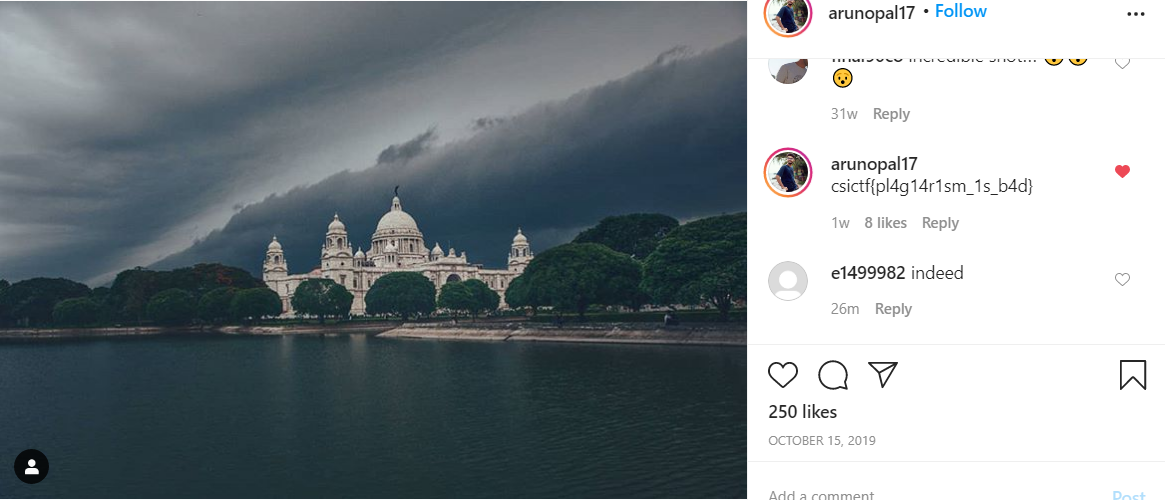 arunopal17 • Follow
incredible shot... 😮😮
😮
31w Reply
arunopal17
csictf{pl4g14r1sm_1s_b4d}
1w 8 likes Reply
e1499982 indeed
26m Reply
250 likes
OCTOBER 15, 2019
Add a comment... Post